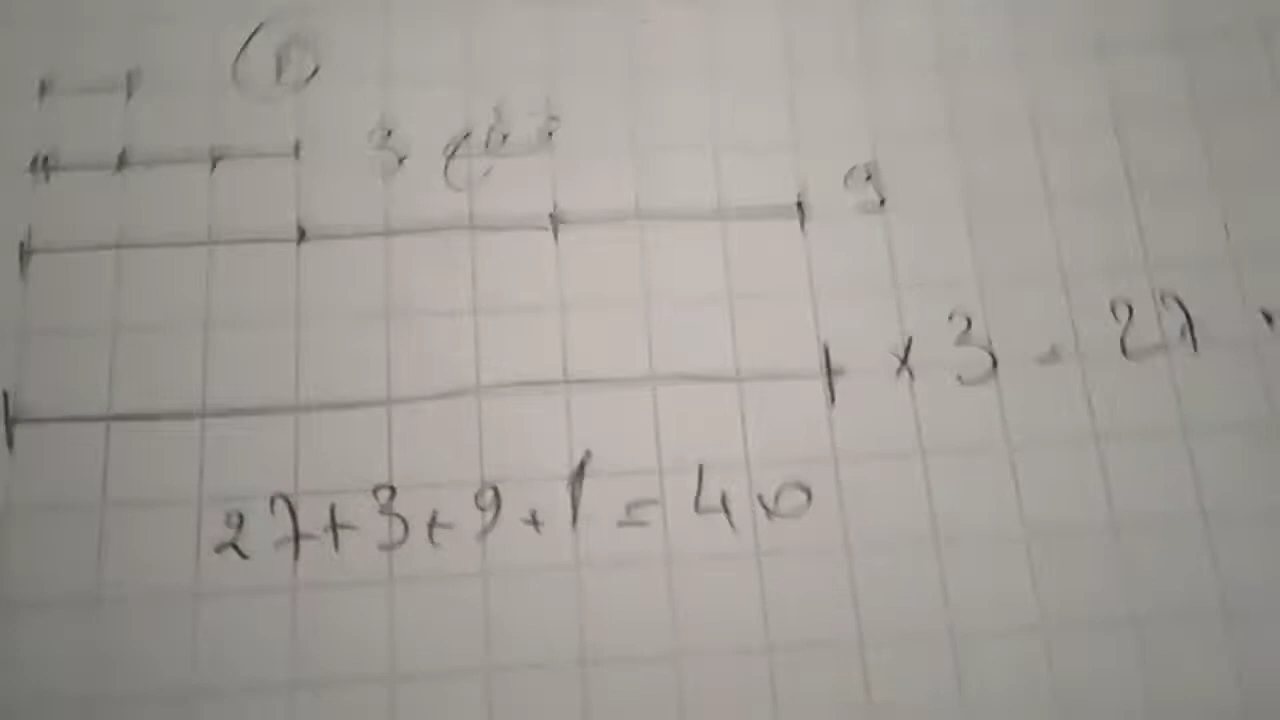 (1)
3
9
× 3 = 27
27+3+9+1=40